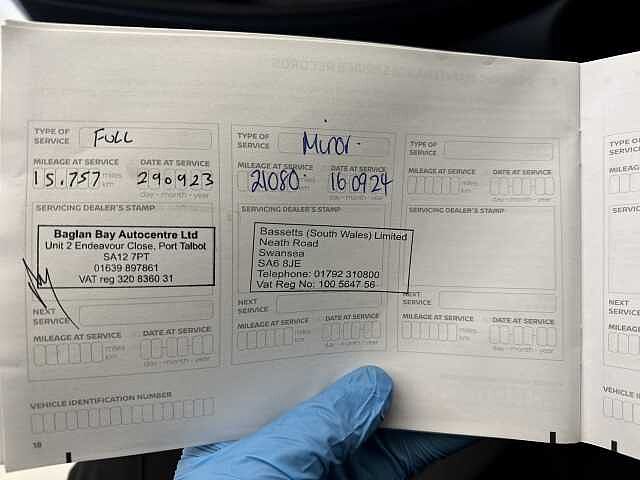 TYPE OF SERVICE FULL
MILEAGE AT SERVICE DATE AT SERVICE
15,757 miles km 290923
day - month - year
SERVICING DEALER'S STAMP
Baglan Bay Autocentre Ltd
Unit 2 Endeavour Close, Port Talbot
SA12 7PT
01639 897861
VAT reg 320 8360 31
NEXT SERVICE
MILEAGE AT SERVICE DATE AT SERVICE
miles km
day - month - year
VEHICLE IDENTIFICATION NUMBER
18
TYPE OF SERVICE Minor.
MILEAGE AT SERVICE DATE AT SERVICE
21080. 16 09 24
day - month - year
SERVICING DEALER'S STAMP
Bassetts (South Wales) Limited
Neath Road
Swansea
SA6 8JE
Telephone: 01792 310800
Vat Reg No: 100 5647 56
NEXT SERVICE
MILEAGE AT SERVICE DATE AT SERVICE
miles km
day - month - year
TYPE OF SERVICE
MILEAGE AT SERVICE DATE AT SERVICE
miles km
day - month - year
SERVICING DEALER'S STAMP
NEXT SERVICE
MILEAGE AT SERVICE DATE AT SERVICE
miles km
day - month - year